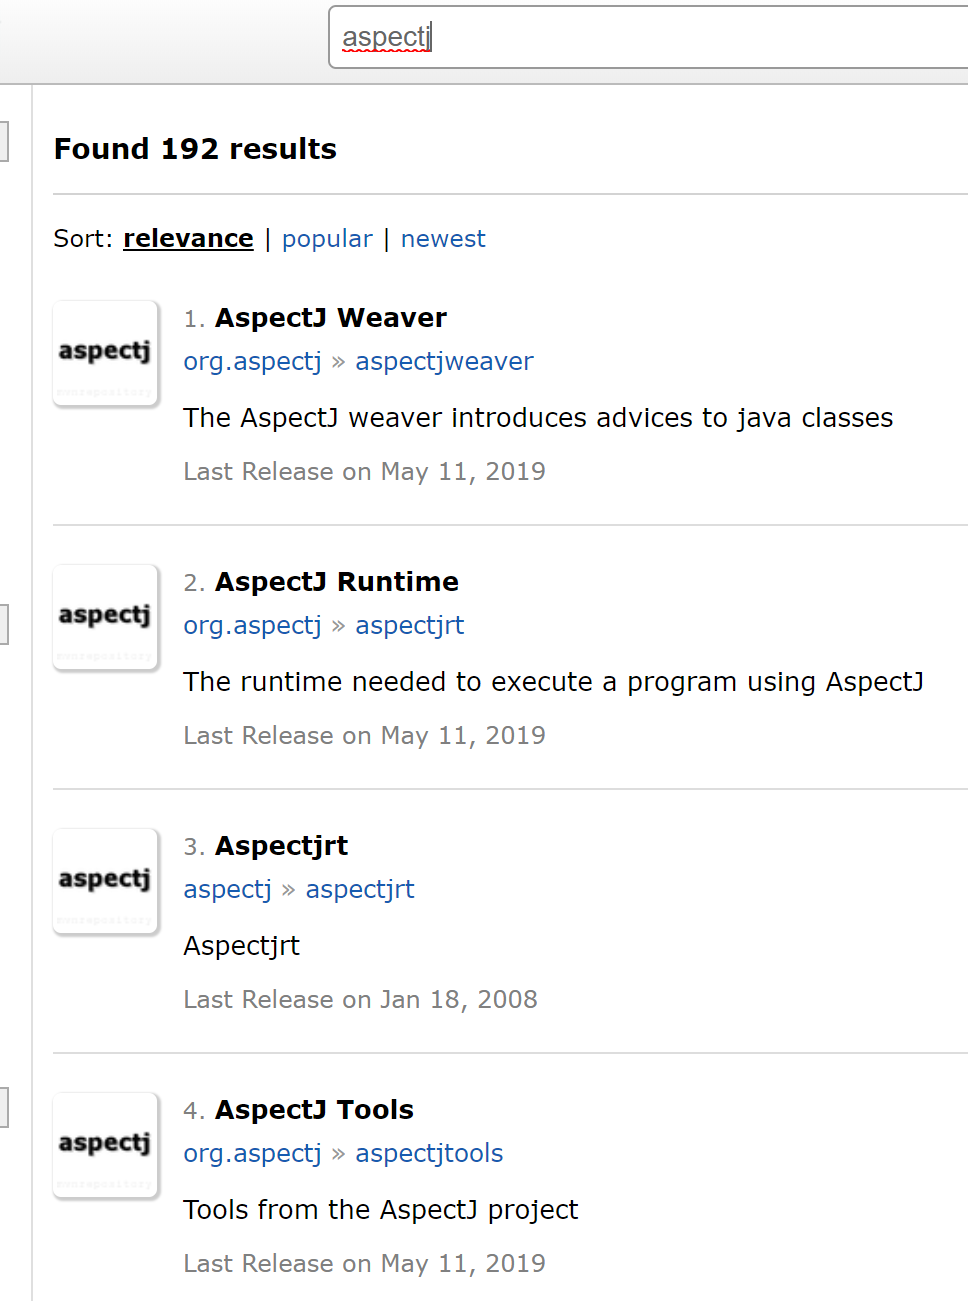 aspectj
Found 192 results
Sort: relevance | popular | newest
aspectj
mvnrepository
1. AspectJ Weaver
org.aspectj » aspectjweaver
The AspectJ weaver introduces advices to java classes
Last Release on May 11, 2019
aspectj
mvnrepository
2. AspectJ Runtime
org.aspectj » aspectjrt
The runtime needed to execute a program using AspectJ
Last Release on May 11, 2019
aspectj
mvnrepository
3. Aspectjrt
aspectj » aspectjrt
Aspectjrt
Last Release on Jan 18, 2008
aspectj
mvnrepository
4. AspectJ Tools
org.aspectj » aspectjtools
Tools from the AspectJ project
Last Release on May 11, 2019